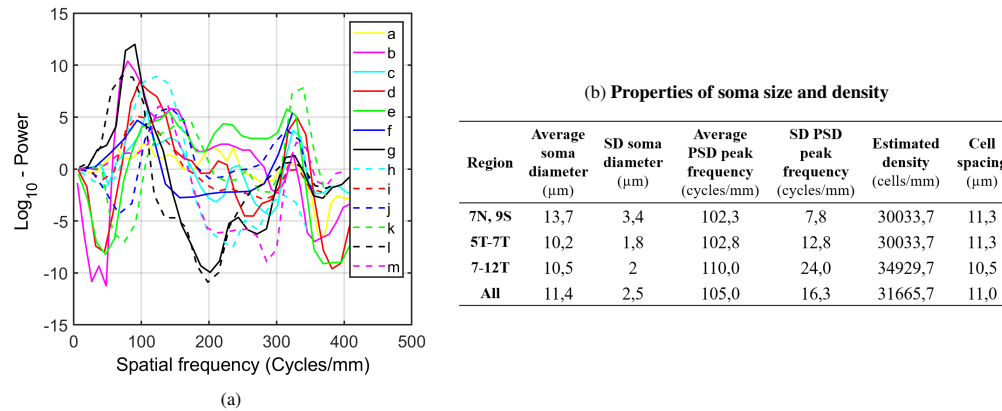 15
10
5
0
-5
-10
-15
Log10 - Power
0
100
200
300
400
500
Spatial frequency (Cycles/mm)
a
b
c
d
e
f
g
h
i
j
k
l
m
(a)
(b) Properties of soma size and density
Region Average soma diameter (µm) SD soma diameter (µm) Average PSD peak frequency (cycles/mm) SD PSD peak frequency (cycles/mm) Estimated density (cells/mm) Cell spacing (µm)
7N, 9S 13,7 3,4 102,3 7,8 30033,7 11,3
5T-7T 10,2 1,8 102,8 12,8 30033,7 11,3
7-12T 10,5 2 110,0 24,0 34929,7 10,5
All 11,4 2,5 105,0 16,3 31665,7 11,0